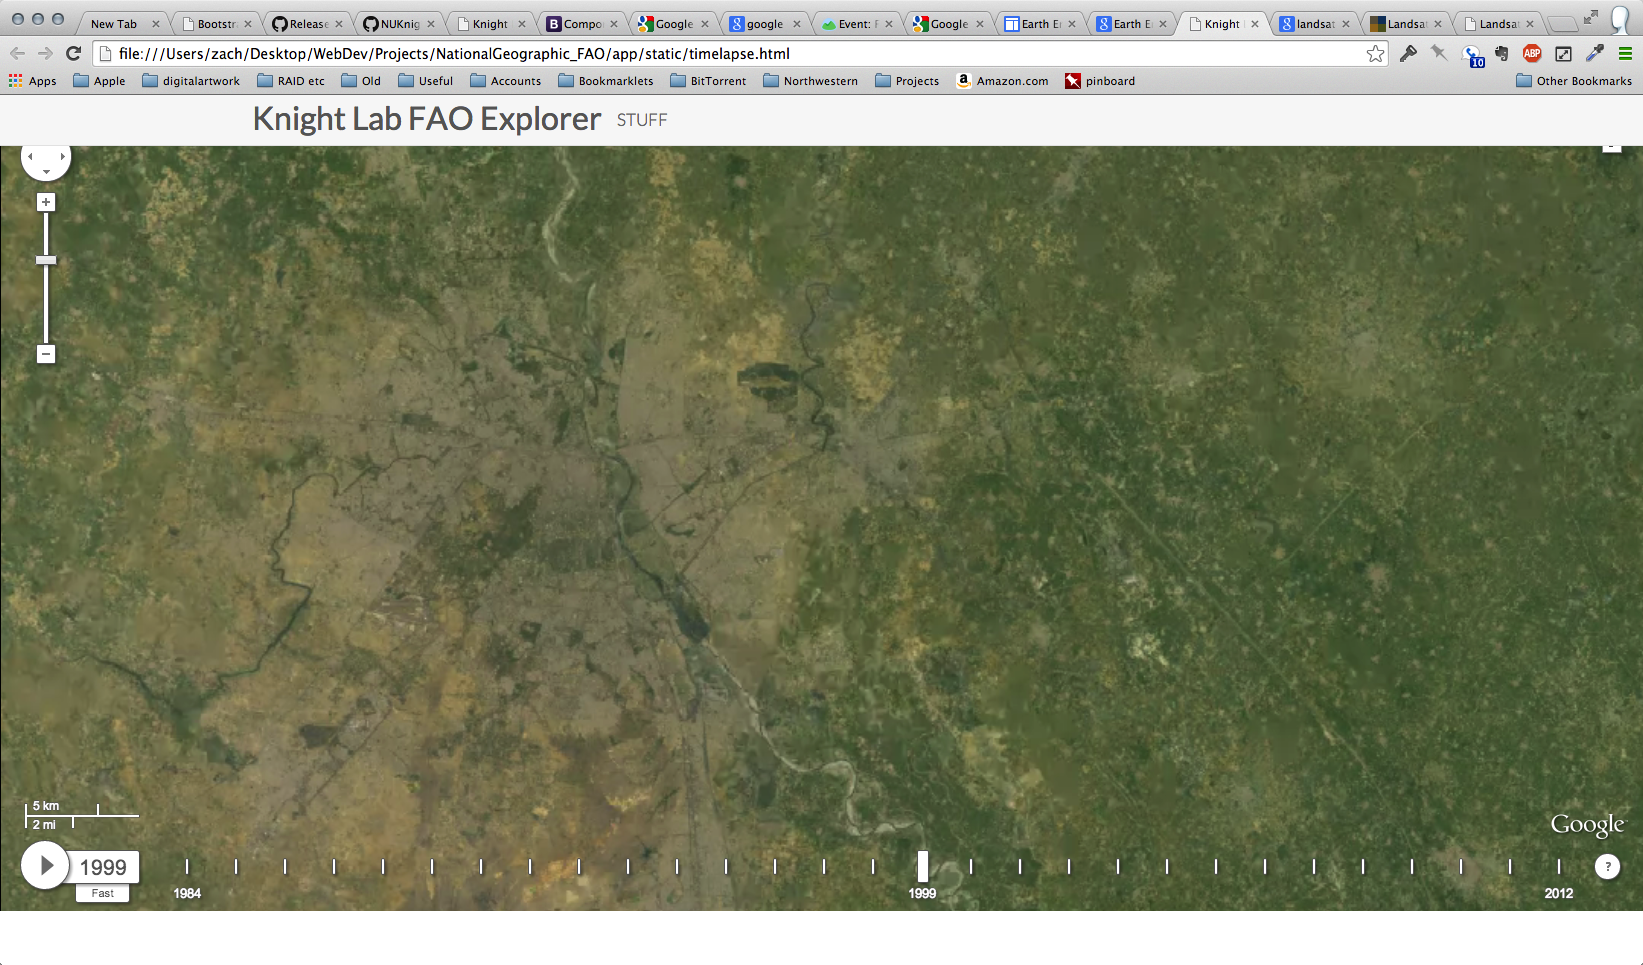 New Tab
Bootstr
Release
NUKnig
Knight
Compo
Google
google
Event: F
Google
Earth E
Earth E
Knight
landsat
Landsat
Landsat
file:///Users/zach/Desktop/WebDev/Projects/NationalGeographic_FAO/app/static/timelapse.html
10
ABP
Apps
Apple
digitalartwork
RAID etc
Old
Useful
Accounts
Bookmarklets
BitTorrent
Northwestern
Projects
Amazon.com
pinboard
Other Bookmarks
Knight Lab FAO Explorer STUFF
+
−
5 km
2 mi
Google
1999
Fast
1984
1999
2012
?